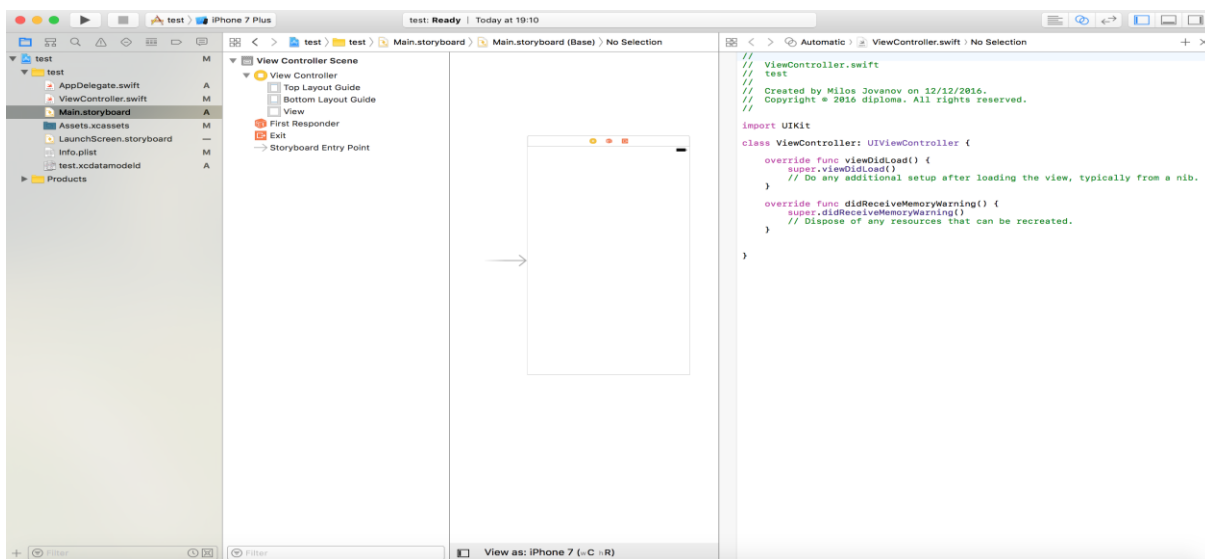 test 〉 iPhone 7 Plus
test: Ready | Today at 19:10
test 〉 test 〉 Main.storyboard 〉 Main.storyboard (Base) 〉 No Selection
Automatic 〉 ViewController.swift 〉 No Selection
test M
test
AppDelegate.swift A
ViewController.swift M
Main.storyboard A
Assets.xcassets M
LaunchScreen.storyboard —
Info.plist M
test.xcdatamodeld A
Products
Filter
View Controller Scene
View Controller
Top Layout Guide
Bottom Layout Guide
View
First Responder
Exit
Storyboard Entry Point
Filter
View as: iPhone 7 (wC hR)
//
//  ViewController.swift
//  test
//
//  Created by Milos Jovanov on 12/12/2016.
//  Copyright © 2016 diploma. All rights reserved.
//
import UIKit
class ViewController: UIViewController {
override func viewDidLoad() {
super.viewDidLoad()
// Do any additional setup after loading the view, typically from a nib.
}
override func didReceiveMemoryWarning() {
super.didReceiveMemoryWarning()
// Dispose of any resources that can be recreated.
}
}